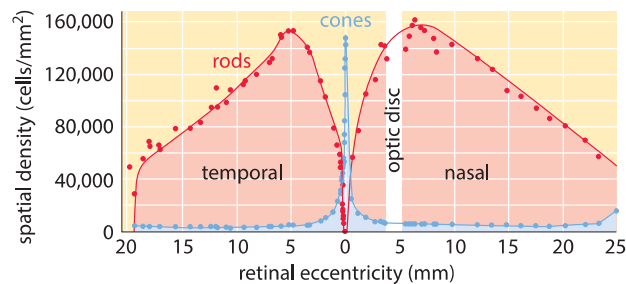 cones
160,000
120,000
80,000
40,000
0
spatial density (cells/mm²)
rods
temporal
optic disc
nasal
20 15 10 5 0 5 10 15 20 25
retinal eccentricity (mm)